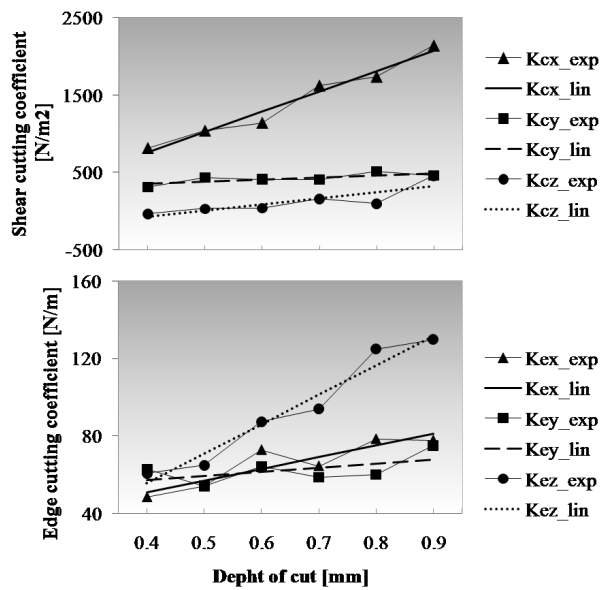 Shear cutting coefficient
[N/m2]
2500
1500
500
-500
Kcx_exp
Kcx_lin
Kcy_exp
Kcy_lin
Kcz_exp
Kcz_lin
Edge cutting coefficient [N/m]
160
120
80
40
Kex_exp
Kex_lin
Key_exp
Key_lin
Kez_exp
Kez_lin
0.4 0.5 0.6 0.7 0.8 0.9
Depht of cut [mm]